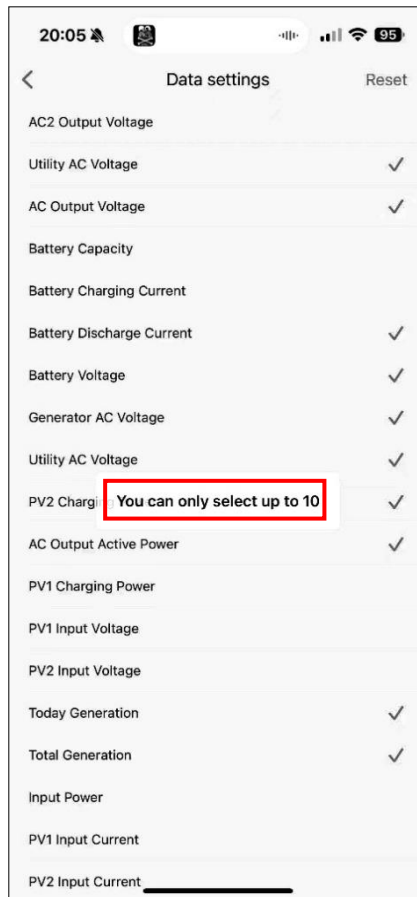 20:05
95
Data settings
Reset
AC2 Output Voltage
Utility AC Voltage
AC Output Voltage
Battery Capacity
Battery Charging Current
Battery Discharge Current
Battery Voltage
Generator AC Voltage
Utility AC Voltage
PV2 Chargi
You can only select up to 10
AC Output Active Power
PV1 Charging Power
PV1 Input Voltage
PV2 Input Voltage
Today Generation
Total Generation
Input Power
PV1 Input Current
PV2 Input Current